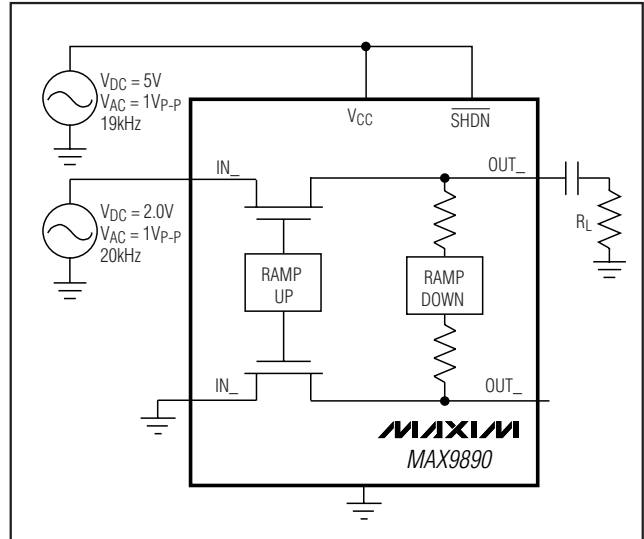 V_DC = 5V
V_AC = 1V_P-P
19kHz
V_CC
SHDN
IN_
OUT_
V_DC = 2.0V
V_AC = 1V_P-P
20kHz
R_L
RAMP
UP
RAMP
DOWN
IN_
OUT_
MAXIM
MAX9890